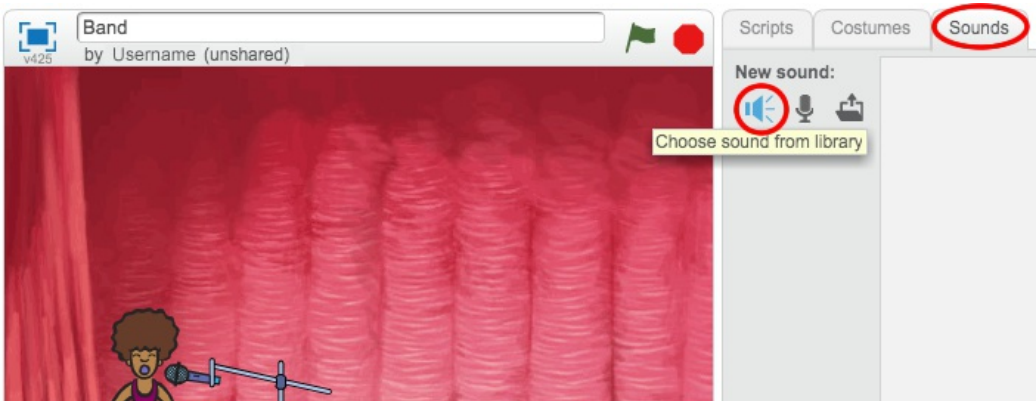 Band
v425
by Username (unshared)
Scripts
Costumes
Sounds
New sound:
Choose sound from library